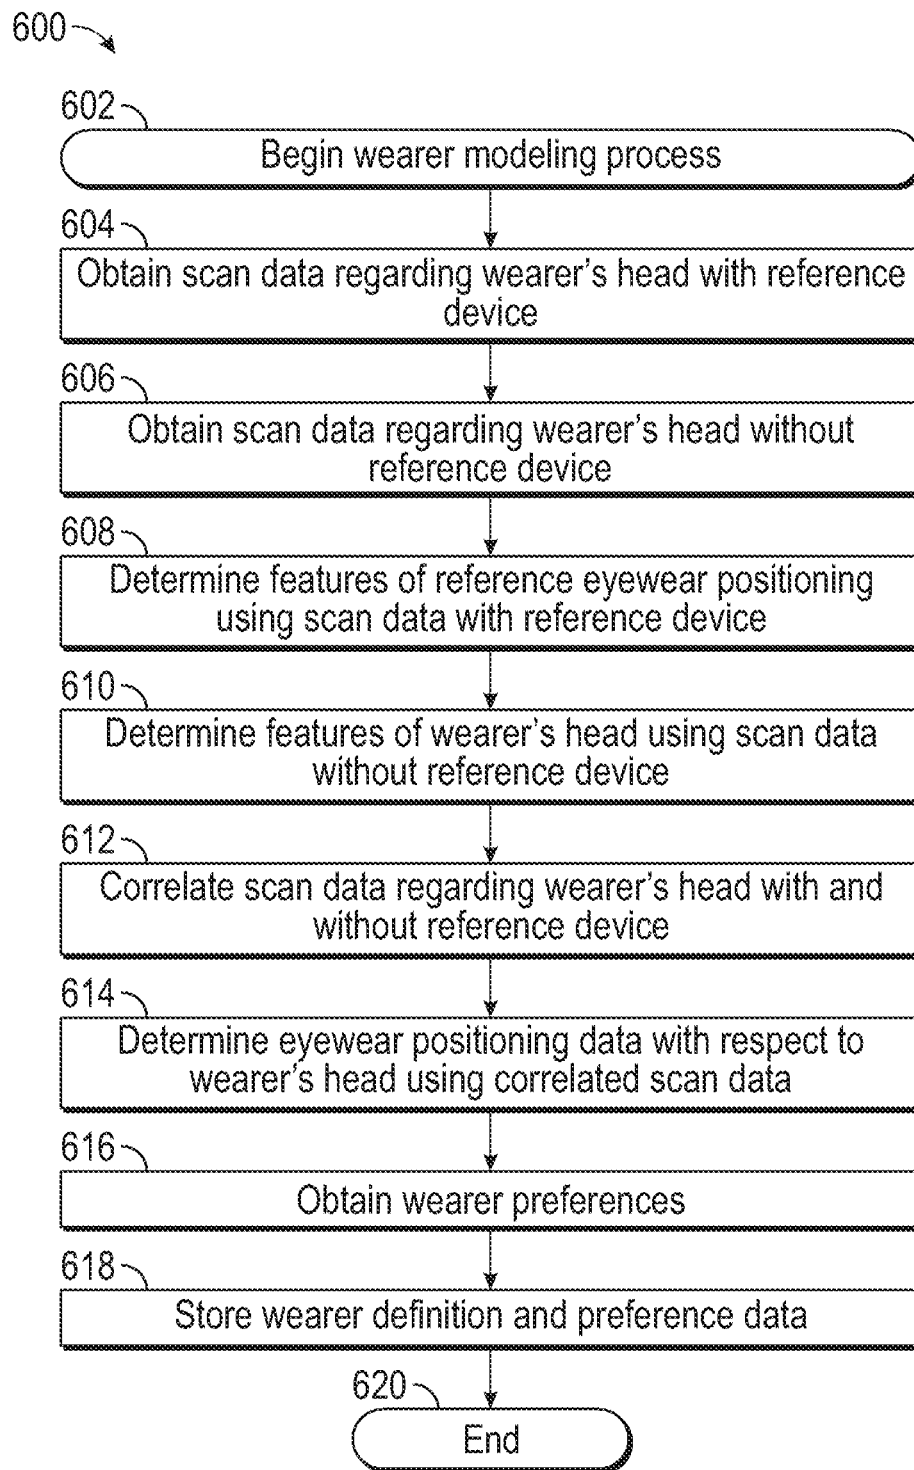 600
602
Begin wearer modeling process
604
Obtain scan data regarding wearer's head with reference
device
606
Obtain scan data regarding wearer's head without
reference device
608
Determine features of reference eyewear positioning
using scan data with reference device
610
Determine features of wearer's head using scan data
without reference device
612
Correlate scan data regarding wearer's head with and
without reference device
614
Determine eyewear positioning data with respect to
wearer's head using correlated scan data
616
Obtain wearer preferences
618
Store wearer definition and preference data
620
End